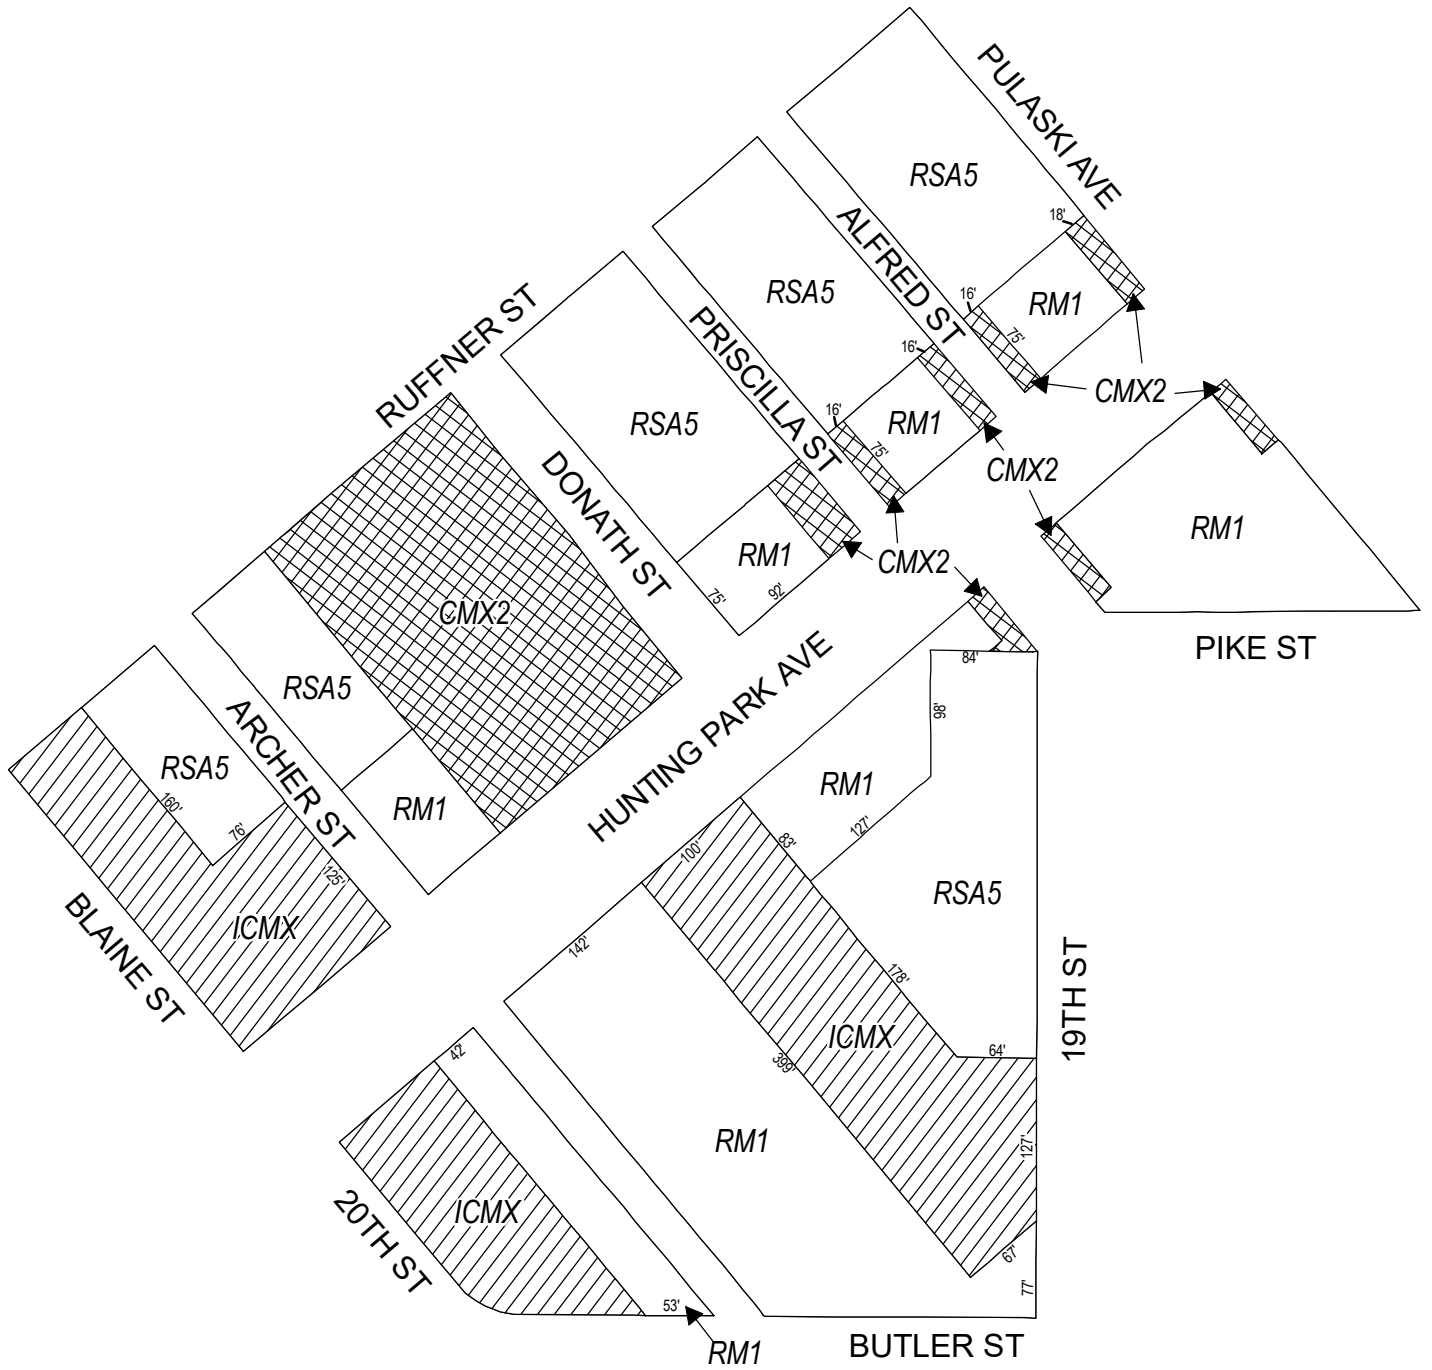 PULASKI AVE
RSA5
18'
ALFRED ST
16'
RM1
75'
RSA5
RUFFNER ST
PRISCILLA ST
16'
CMX2
16'
RM1
75'
RSA5
CMX2
DONATH ST
RM1
RM1
92'
75'
CMX2
CMX2
PIKE ST
84'
HUNTING PARK AVE
RSA5
98'
ARCHER ST
RSA5
RM1
160'
76'
RM1
127'
83'
100'
125'
RSA5
BLAINE ST
ICMX
142'
178'
19TH ST
ICMX
64'
42'
399'
RM1
127'
20TH ST
ICMX
67'
77'
53'
RM1
BUTLER ST